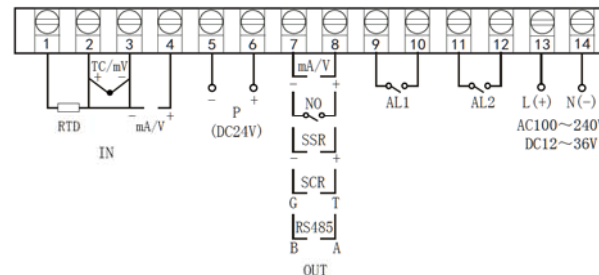 1 2 3 4 5 6 7 8 9 10 11 12 13 14
TC/mV
+ -
- +
RTD
mA/V
IN
- +
P
(DC24V)
mA/V
- +
NO
SSR
- +
SCR
G T
RS485
B A
OUT
AL1
AL2
L(+) N(-)
AC100～240V
DC12～36V